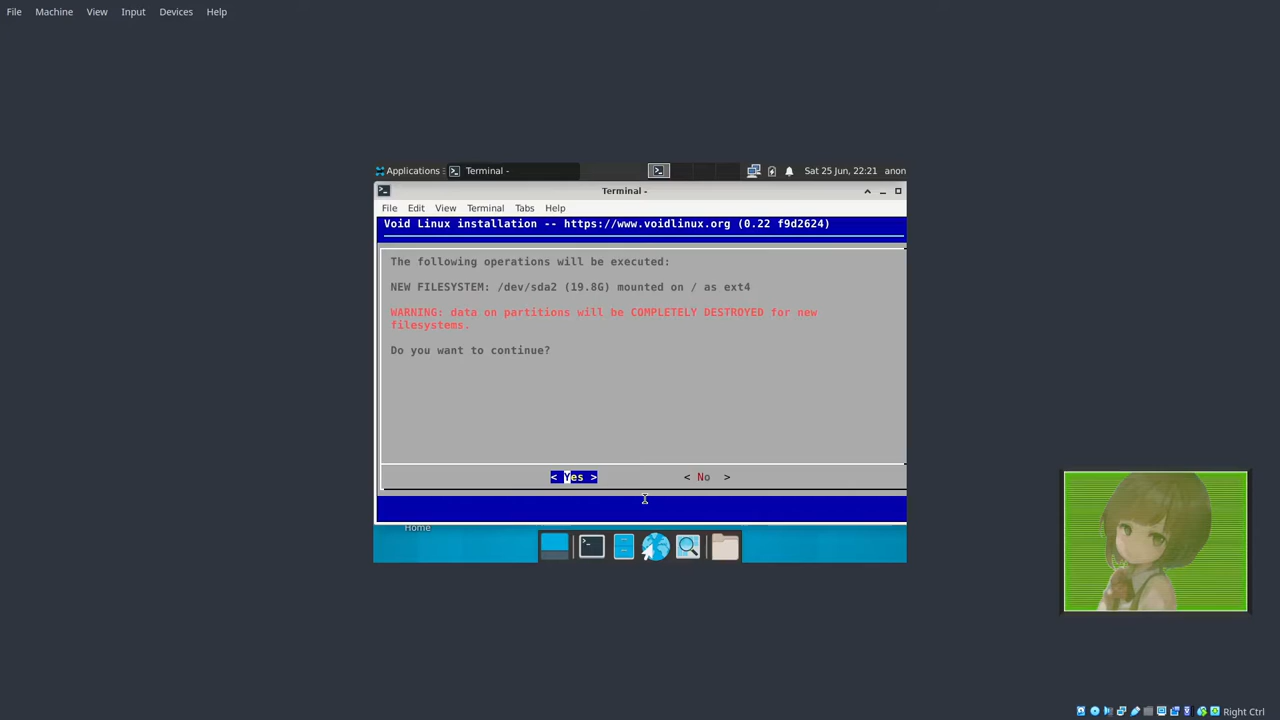 File Machine View Input Devices Help
Applications Terminal - Sat 25 Jun, 22:21 anon
Terminal -
File Edit View Terminal Tabs Help
Void Linux installation -- https://www.voidlinux.org (0.22 f9d2624)
The following operations will be executed:
NEW FILESYSTEM: /dev/sda2 (19.8G) mounted on / as ext4
WARNING: data on partitions will be COMPLETELY DESTROYED for new
filesystems.
Do you want to continue?
< Yes > < No >
Home
Right Ctrl